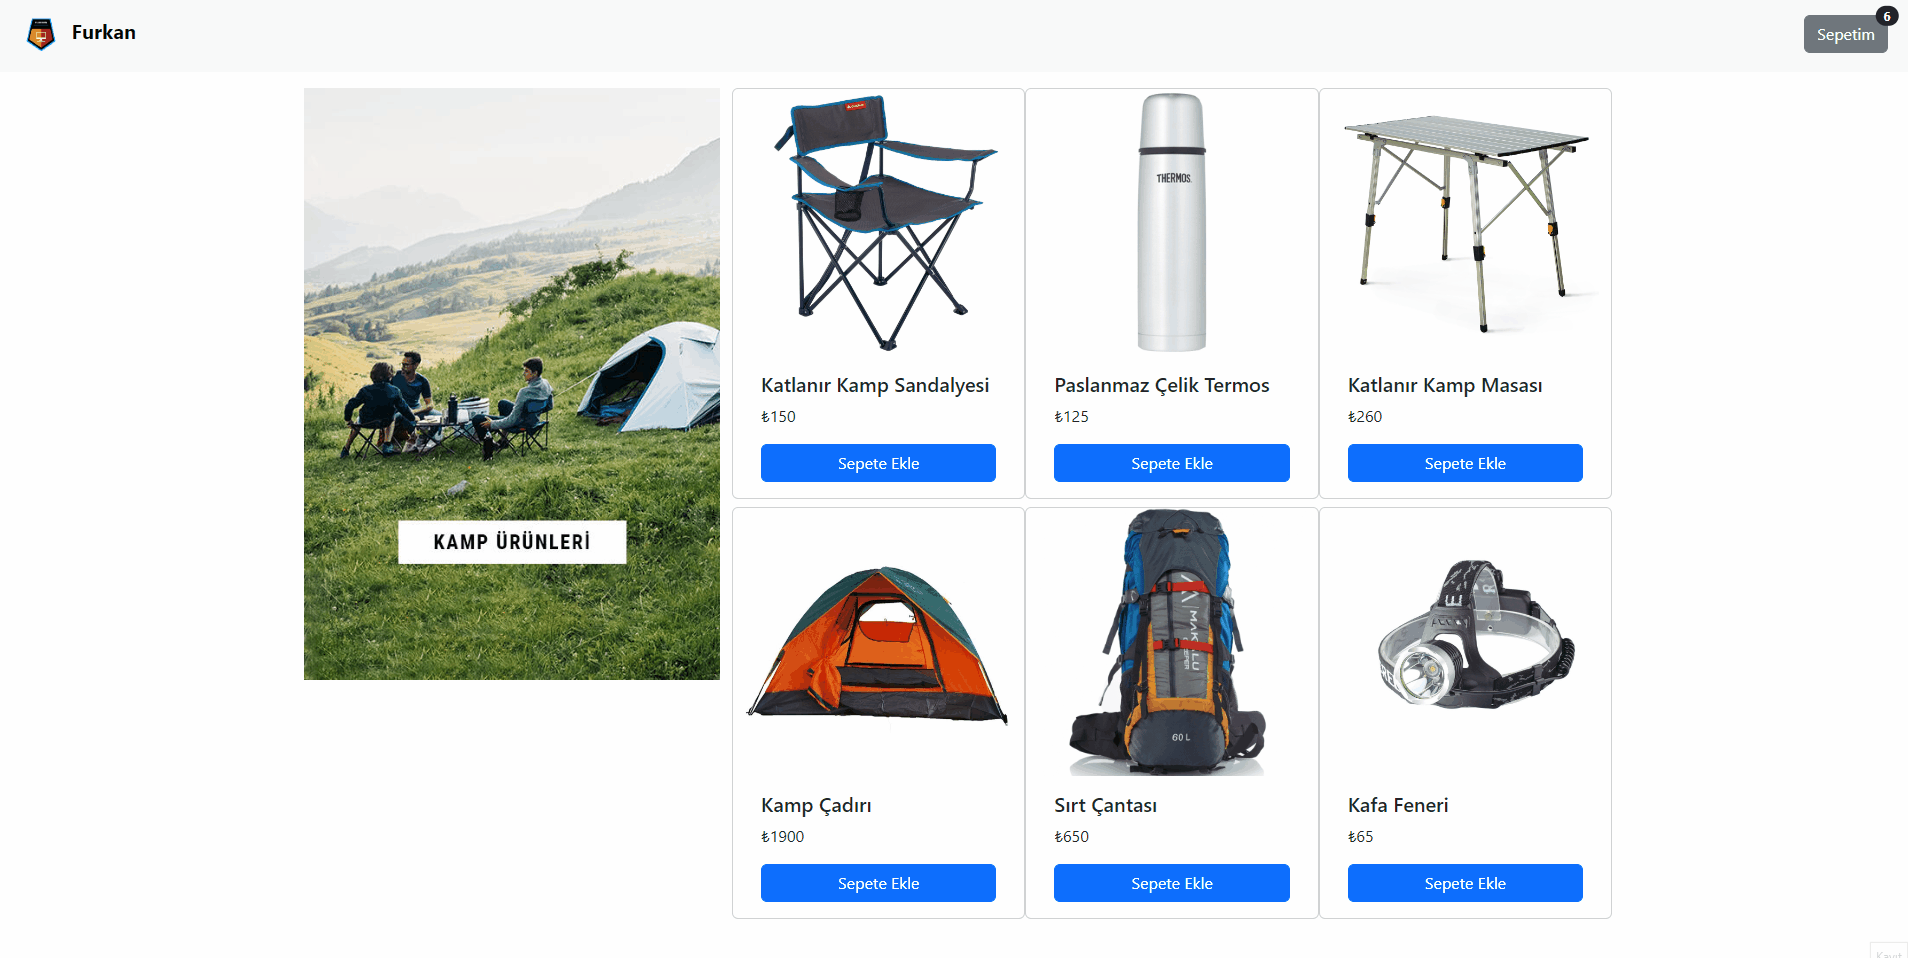 Furkan
6
Sepetim
KAMP ÜRÜNLERİ
THERMOS.
Katlanır Kamp Sandalyesi
₺150
Sepete Ekle
Paslanmaz Çelik Termos
₺125
Sepete Ekle
Katlanır Kamp Masası
₺260
Sepete Ekle
60 L
Kamp Çadırı
₺1900
Sepete Ekle
Sırt Çantası
₺650
Sepete Ekle
Kafa Feneri
₺65
Sepete Ekle
Kayıt